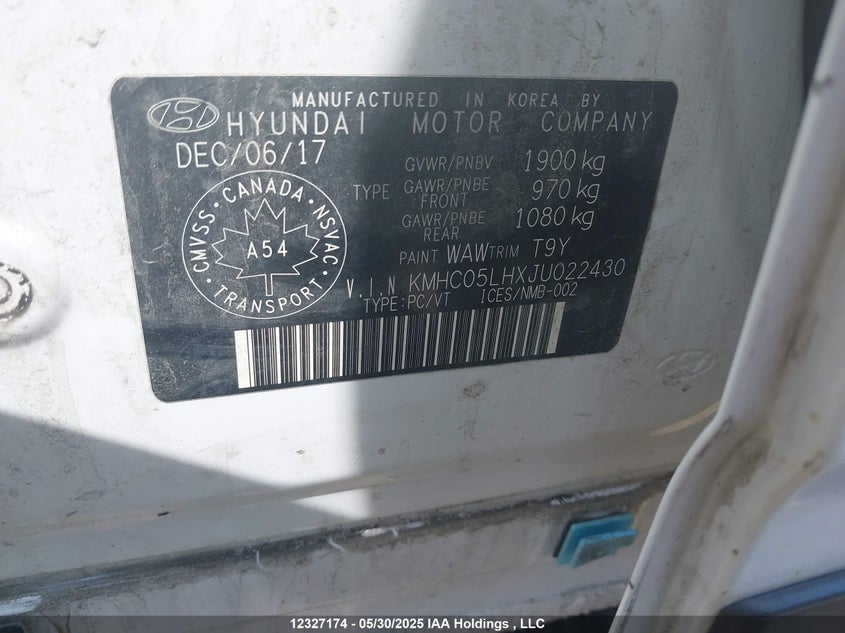 MANUFACTURED IN KOREA BY
HYUNDAI MOTOR COMPANY
DEC/06/17
GVWR/PNBV 1900 kg
TYPE GAWR/PNBE FRONT 970 kg
GAWR/PNBE REAR 1080 kg
PAINT WAW TRIM T9Y
CMVSS · CANADA · NSVAC
A54
· TRANSPORT ·
V.I.N KMHC05LHXJU022430
TYPE:PC/VT ICES/NMB-002
12327174 - 05/30/2025 IAA Holdings , LLC